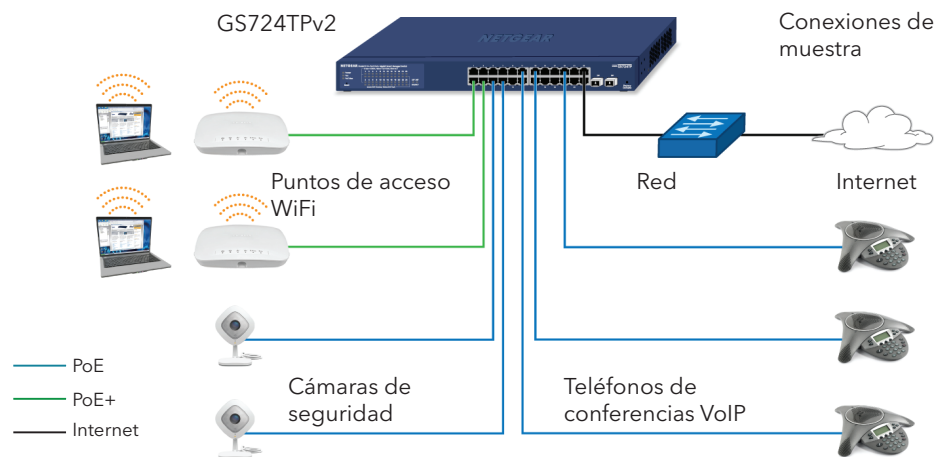 GS724TPv2
Conexiones de
muestra
NETGEAR
NETGEAR
Puntos de acceso
WiFi
Red
Internet
Cámaras de
seguridad
Teléfonos de
conferencias VoIP
PoE
PoE+
Internet